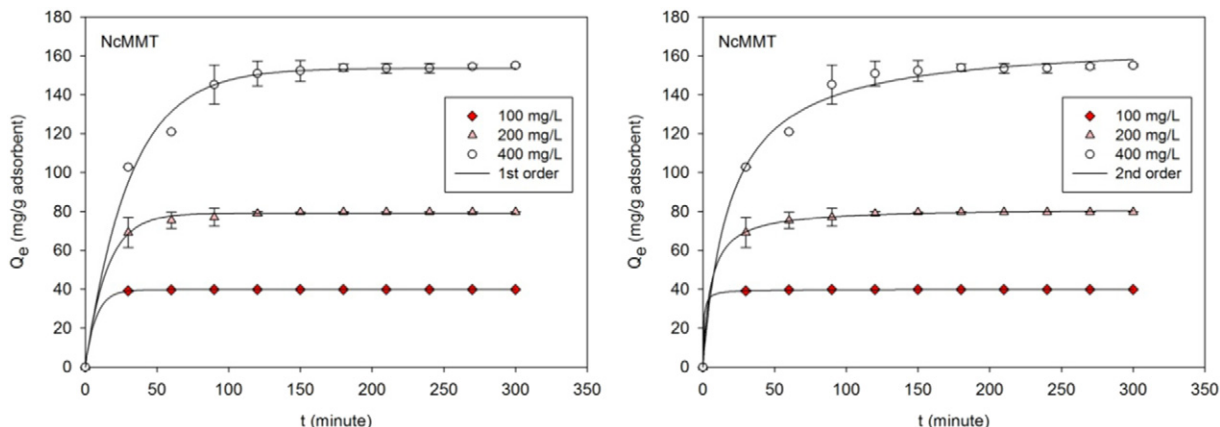 180
160
140
120
100
80
60
40
20
0
Qe (mg/g adsorbent)
NcMMT
100 mg/L
200 mg/L
400 mg/L
1st order
0 50 100 150 200 250 300 350
t (minute)
180
160
140
120
100
80
60
40
20
0
Qe (mg/g adsorbent)
NcMMT
100 mg/L
200 mg/L
400 mg/L
2nd order
0 50 100 150 200 250 300 350
t (minute)